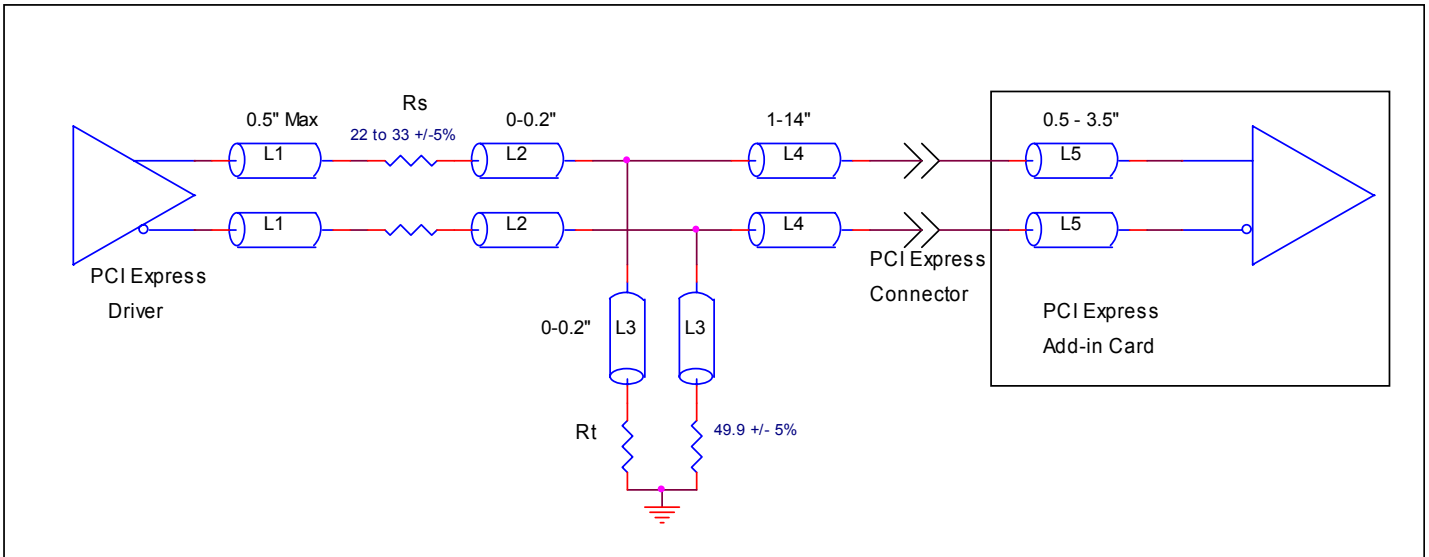 Rs
0.5" Max
22 to 33 +/-5%
0-0.2"
1-14"
0.5 - 3.5"
L1
L2
L4
L5
L1
L2
L4
L5
PCI Express
Driver
PCI Express
Connector
0-0.2"
L3
L3
PCI Express
Add-in Card
Rt
49.9 +/- 5%